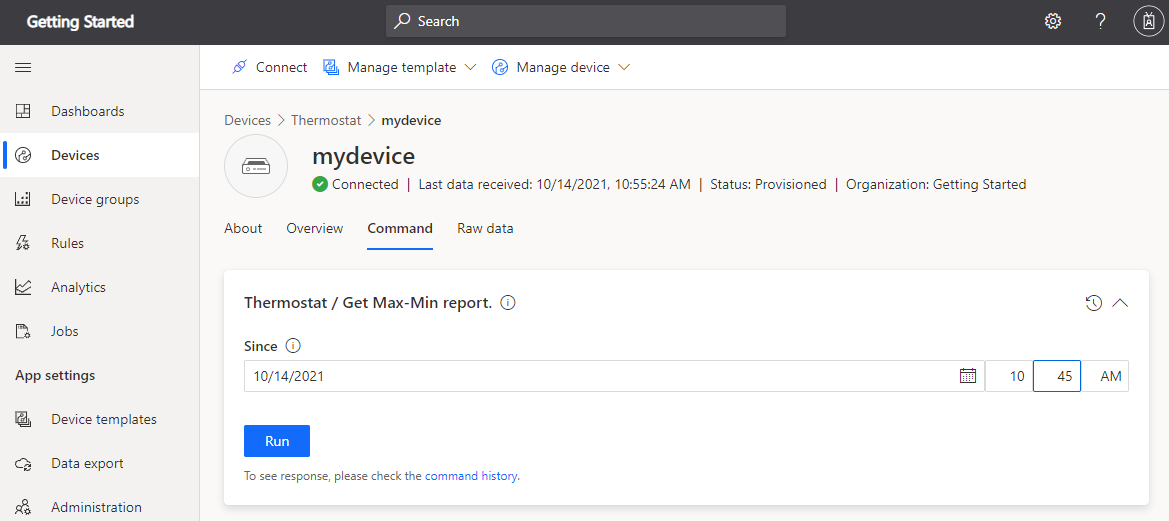 Getting Started
Search
?
Connect
Manage template
Manage device
Dashboards
Devices
Device groups
Rules
Analytics
Jobs
App settings
Device templates
Data export
Administration
Devices > Thermostat > mydevice
mydevice
Connected | Last data received: 10/14/2021, 10:55:24 AM | Status: Provisioned | Organization: Getting Started
About Overview Command Raw data
Thermostat / Get Max-Min report.
Since
10/14/2021 10 45 AM
Run
To see response, please check the command history.